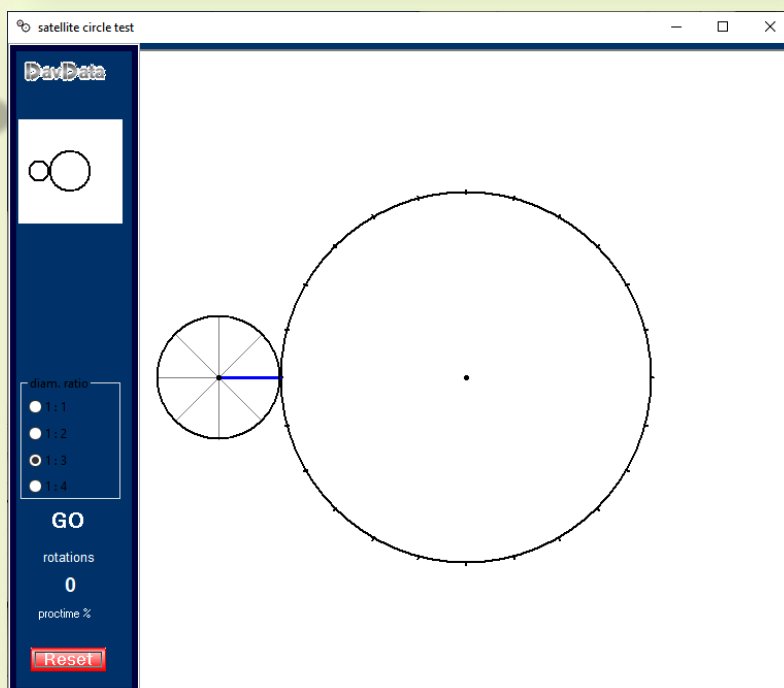 satellite circle test
DavData
diam. ratio
1 : 1
1 : 2
1 : 3
1 : 4
GO
rotations
0
proctime %
Reset